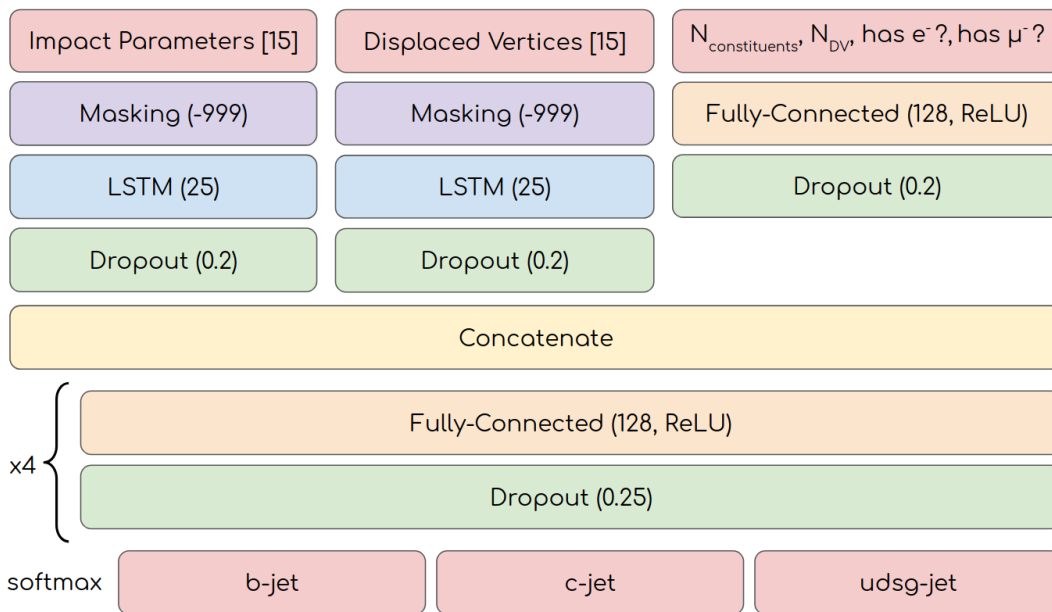 Impact Parameters [15]
Displaced Vertices [15]
N constituents, N DV, has e⁻?, has μ⁻?
Masking (-999)
Masking (-999)
Fully-Connected (128, ReLU)
LSTM (25)
LSTM (25)
Dropout (0.2)
Dropout (0.2)
Dropout (0.2)
Concatenate
x4
Fully-Connected (128, ReLU)
Dropout (0.25)
softmax
b-jet
c-jet
udsg-jet